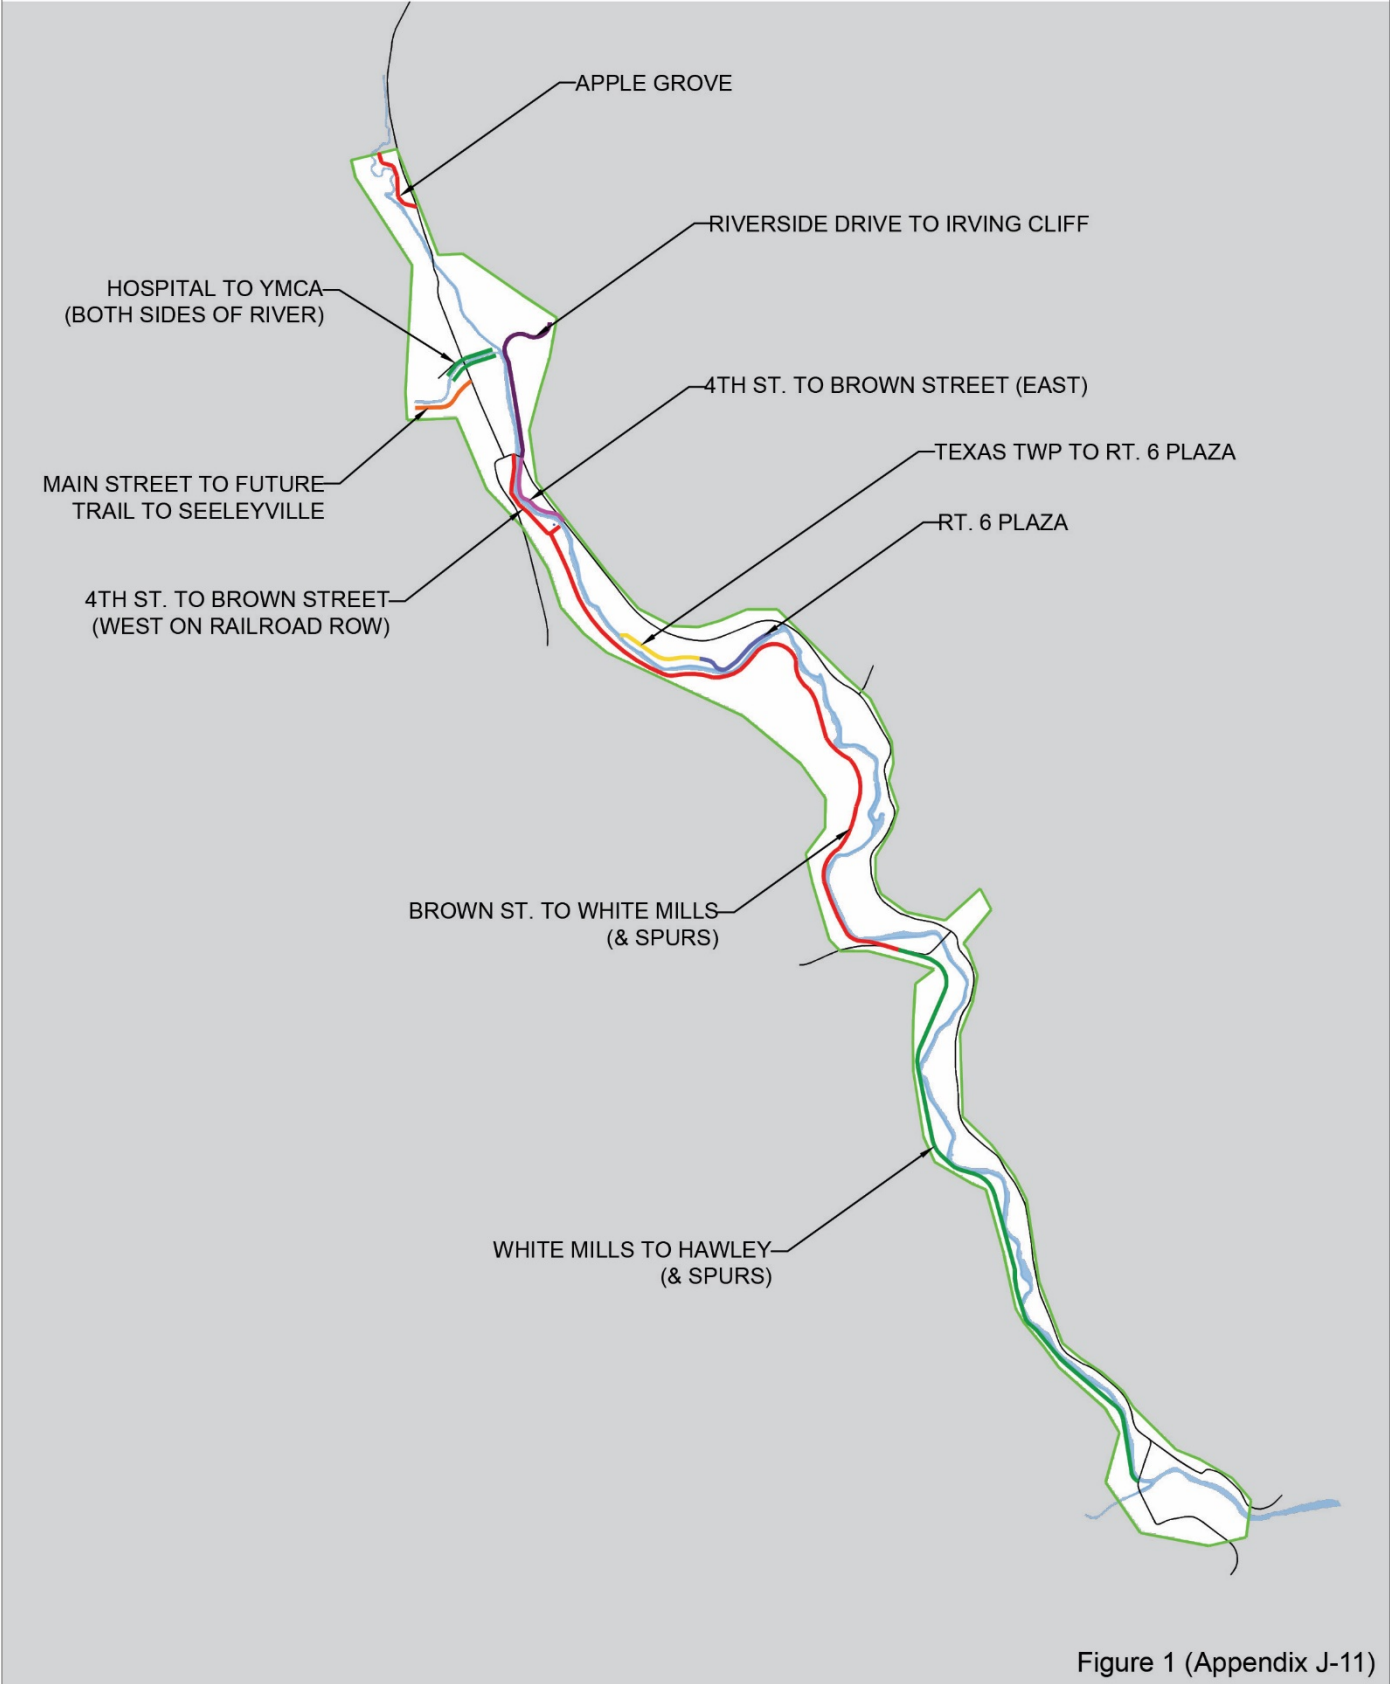 APPLE GROVE
RIVERSIDE DRIVE TO IRVING CLIFF
HOSPITAL TO YMCA
(BOTH SIDES OF RIVER)
4TH ST. TO BROWN STREET (EAST)
TEXAS TWP TO RT. 6 PLAZA
MAIN STREET TO FUTURE
TRAIL TO SEELEYVILLE
RT. 6 PLAZA
4TH ST. TO BROWN STREET
(WEST ON RAILROAD ROW)
BROWN ST. TO WHITE MILLS
(& SPURS)
WHITE MILLS TO HAWLEY
(& SPURS)
Figure 1 (Appendix J-11)